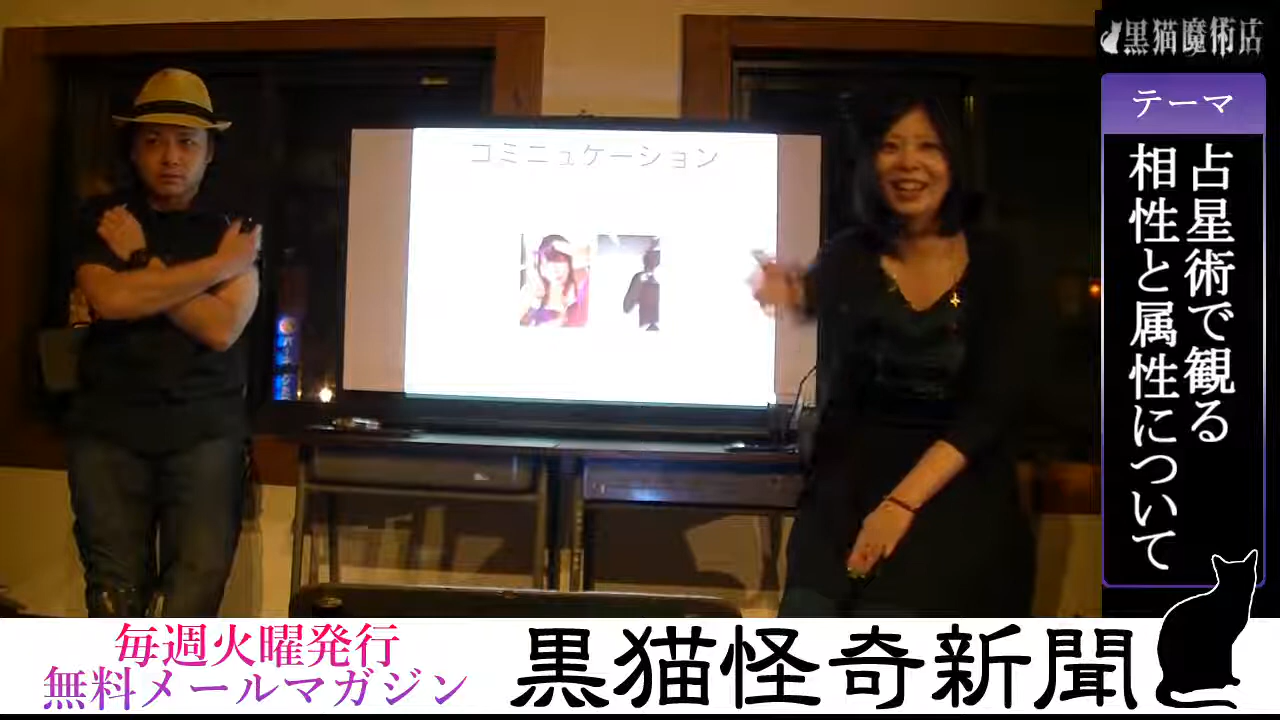 黒猫魔術店
テーマ
占星術で観る
相性と属性について
コミュニケーション
毎週火曜発行
無料メールマガジン
黒猫怪奇新聞